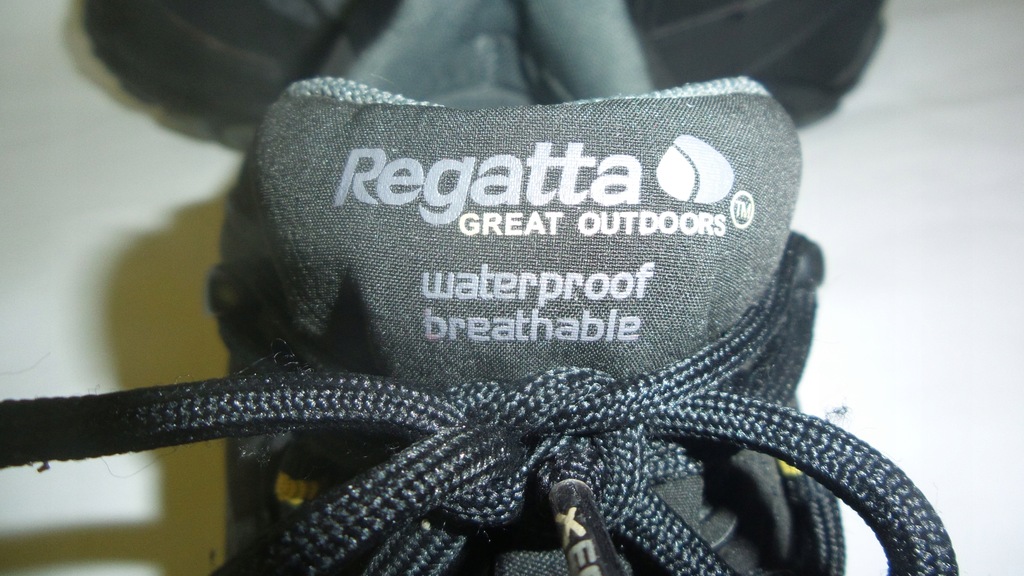 Regatta
GREAT OUTDOORS TM
waterproof
breathable